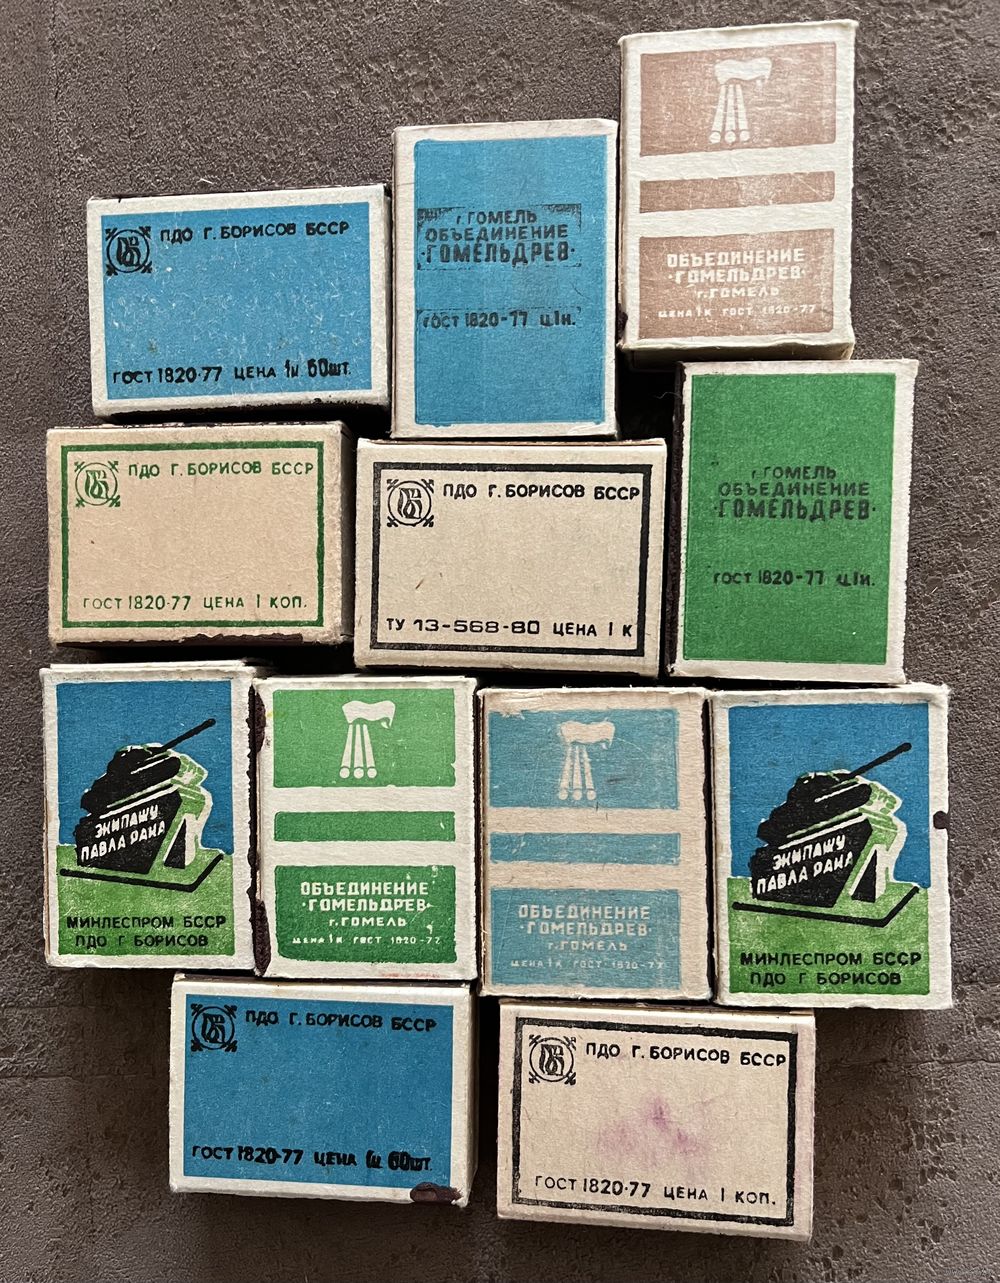 ПДО Г. БОРИСОВ БССР
ГОСТ 1820-77 ЦЕНА 1к 60шт.
г. ГОМЕЛЬ
ОБЪЕДИНЕНИЕ
·ГОМЕЛЬДРЕВ·
ГОСТ 1820-77 ц.1к.
ОБЪЕДИНЕНИЕ
·ГОМЕЛЬДРЕВ·
г. ГОМЕЛЬ
ЦЕНА 1К ГОСТ 1820-77
ПДО Г. БОРИСОВ БССР
ГОСТ 1820-77 ЦЕНА 1 КОП.
ПДО Г. БОРИСОВ БССР
ТУ 13-568-80 ЦЕНА 1 К
г. ГОМЕЛЬ
ОБЪЕДИНЕНИЕ
·ГОМЕЛЬДРЕВ·
ГОСТ 1820-77 ц.1к.
ЭКИПАЖУ
ПАВЛА РАКА
МИНЛЕСПРОМ БССР
ПДО Г БОРИСОВ
ОБЪЕДИНЕНИЕ
·ГОМЕЛЬДРЕВ·
г. ГОМЕЛЬ
ЦЕНА 1К ГОСТ 1820-77
ОБЪЕДИНЕНИЕ
·ГОМЕЛЬДРЕВ·
г. ГОМЕЛЬ
ЦЕНА 1К ГОСТ 1820-77
ЭКИПАЖУ
ПАВЛА РАКА
МИНЛЕСПРОМ БССР
ПДО Г БОРИСОВ
ПДО Г. БОРИСОВ БССР
ГОСТ 1820-77 ЦЕНА 1к 60шт.
ПДО Г. БОРИСОВ БССР
ГОСТ 1820-77 ЦЕНА 1 КОП.